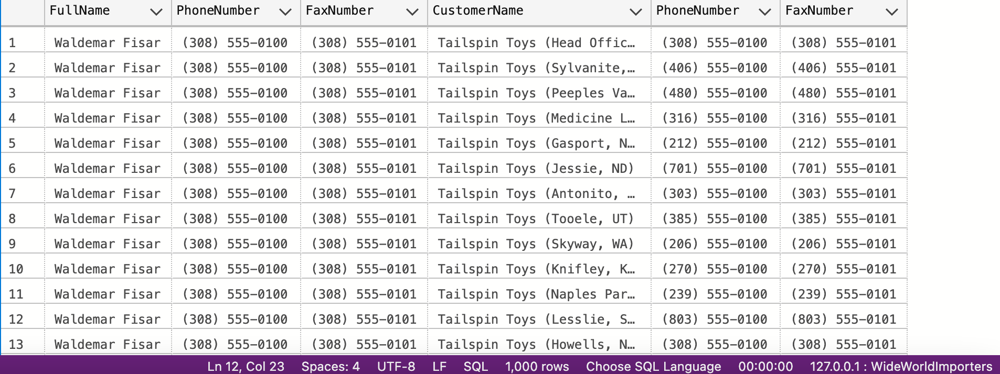 FullName PhoneNumber FaxNumber CustomerName PhoneNumber FaxNumber
1 Waldemar Fisar (308) 555-0100 (308) 555-0101 Tailspin Toys (Head Offic… (308) 555-0100 (308) 555-0101
2 Waldemar Fisar (308) 555-0100 (308) 555-0101 Tailspin Toys (Sylvanite,… (406) 555-0100 (406) 555-0101
3 Waldemar Fisar (308) 555-0100 (308) 555-0101 Tailspin Toys (Peeples Va… (480) 555-0100 (480) 555-0101
4 Waldemar Fisar (308) 555-0100 (308) 555-0101 Tailspin Toys (Medicine L… (316) 555-0100 (316) 555-0101
5 Waldemar Fisar (308) 555-0100 (308) 555-0101 Tailspin Toys (Gasport, N… (212) 555-0100 (212) 555-0101
6 Waldemar Fisar (308) 555-0100 (308) 555-0101 Tailspin Toys (Jessie, ND) (701) 555-0100 (701) 555-0101
7 Waldemar Fisar (308) 555-0100 (308) 555-0101 Tailspin Toys (Antonito, … (303) 555-0100 (303) 555-0101
8 Waldemar Fisar (308) 555-0100 (308) 555-0101 Tailspin Toys (Tooele, UT) (385) 555-0100 (385) 555-0101
9 Waldemar Fisar (308) 555-0100 (308) 555-0101 Tailspin Toys (Skyway, WA) (206) 555-0100 (206) 555-0101
10 Waldemar Fisar (308) 555-0100 (308) 555-0101 Tailspin Toys (Knifley, K… (270) 555-0100 (270) 555-0101
11 Waldemar Fisar (308) 555-0100 (308) 555-0101 Tailspin Toys (Naples Par… (239) 555-0100 (239) 555-0101
12 Waldemar Fisar (308) 555-0100 (308) 555-0101 Tailspin Toys (Lesslie, S… (803) 555-0100 (803) 555-0101
13 Waldemar Fisar (308) 555-0100 (308) 555-0101 Tailspin Toys (Howells, N… (308) 555-0100 (308) 555-0101
Ln 12, Col 23 Spaces: 4 UTF-8 LF SQL 1,000 rows Choose SQL Language 00:00:00 127.0.0.1 : WideWorldImporters